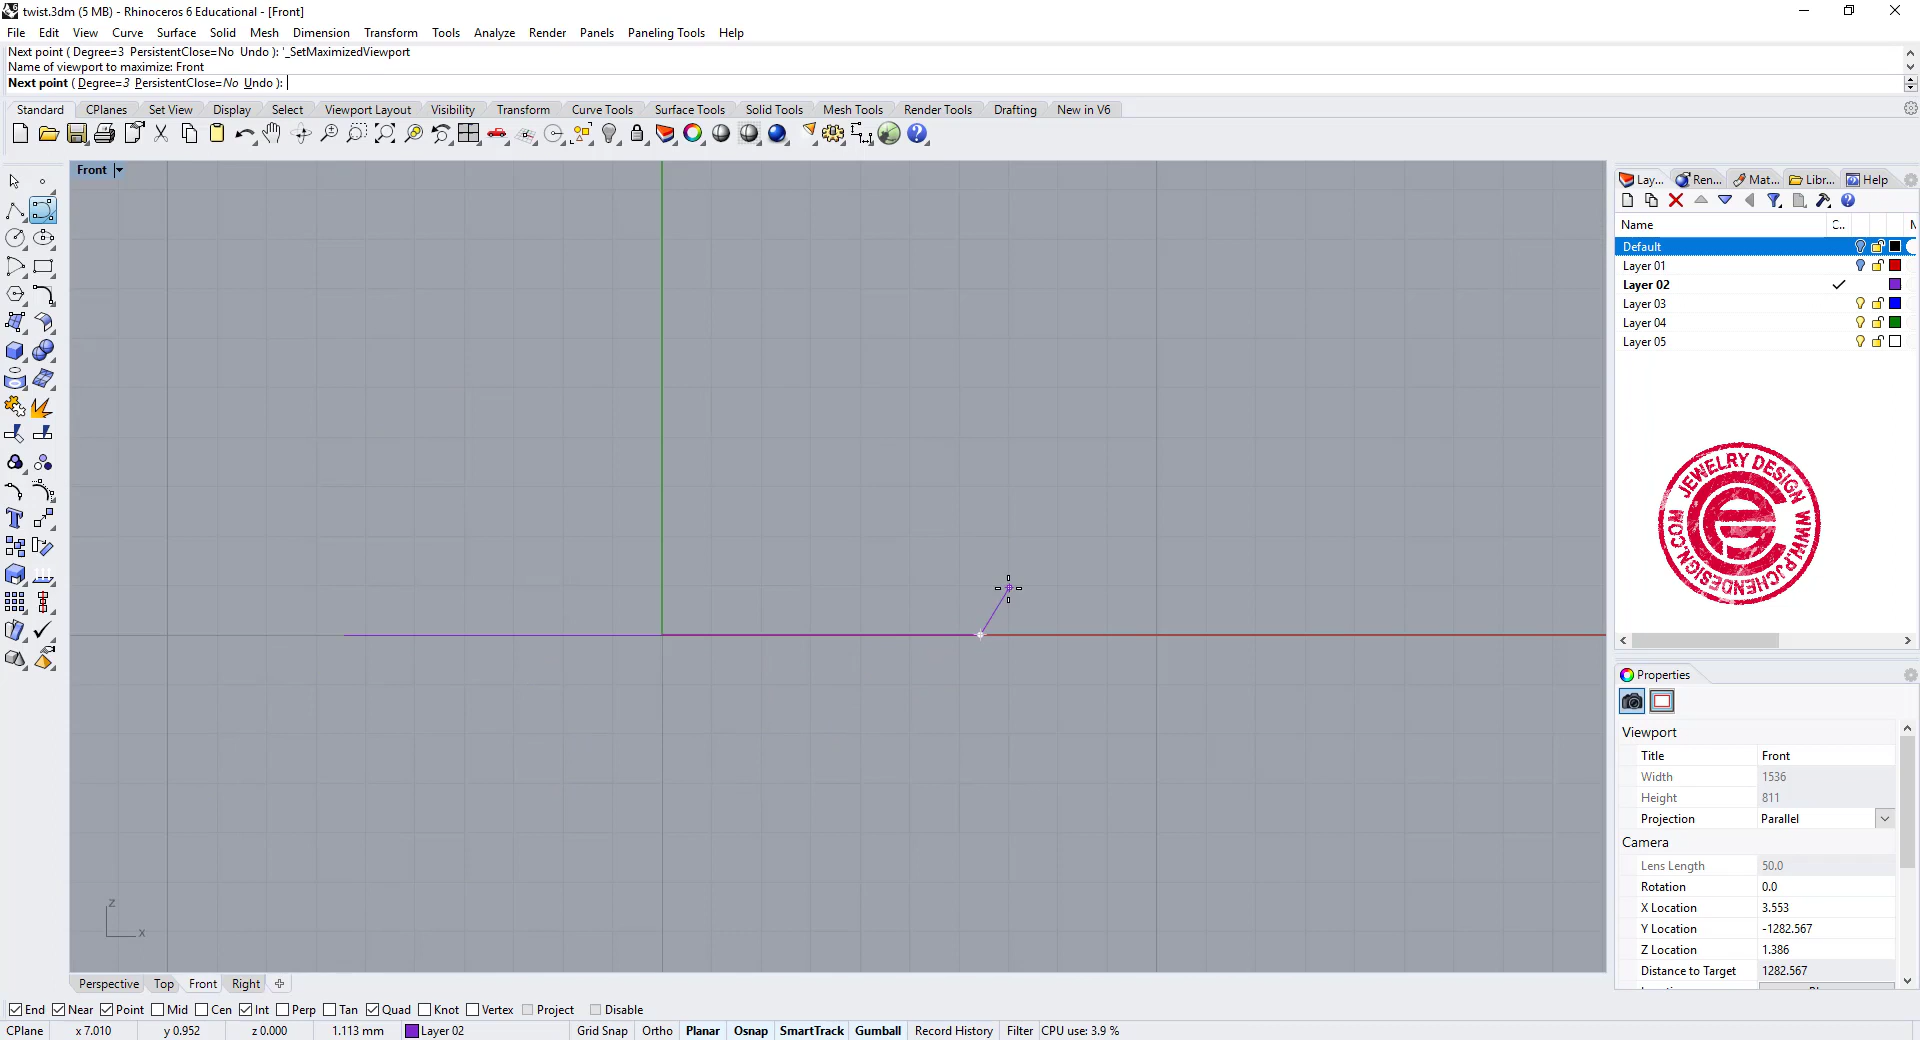 twist.3dm (5 MB) - Rhinoceros 6 Educational - [Front]
File Edit View Curve Surface Solid Mesh Dimension Transform Tools Analyze Render Panels Paneling Tools Help
Next point ( Degree=3 PersistentClose=No Undo ): '_SetMaximizedViewport
Name of viewport to maximize: Front
Next point ( Degree=3 PersistentClose=No Undo ):
Standard CPlanes Set View Display Select Viewport Layout Visibility Transform Curve Tools Surface Tools Solid Tools Mesh Tools Render Tools Drafting New in V6
Front
Lay... Ren... Mat... Libr... Help
Name C... M
Default
Layer 01
Layer 02
Layer 03
Layer 04
Layer 05
JEWELRY DESIGN WWW.PJCHENDESIGN.COM
Properties
Viewport
Title Front
Width 1536
Height 811
Projection Parallel
Camera
Lens Length 50.0
Rotation 0.0
X Location 3.553
Y Location -1282.567
Z Location 1.386
Distance to Target 1282.567
z
x
Perspective Top Front Right
End Near Point Mid Cen Int Perp Tan Quad Knot Vertex Project Disable
CPlane x 7.010 y 0.952 z 0.000 1.113 mm Layer 02 Grid Snap Ortho Planar Osnap SmartTrack Gumball Record History Filter CPU use: 3.9 %